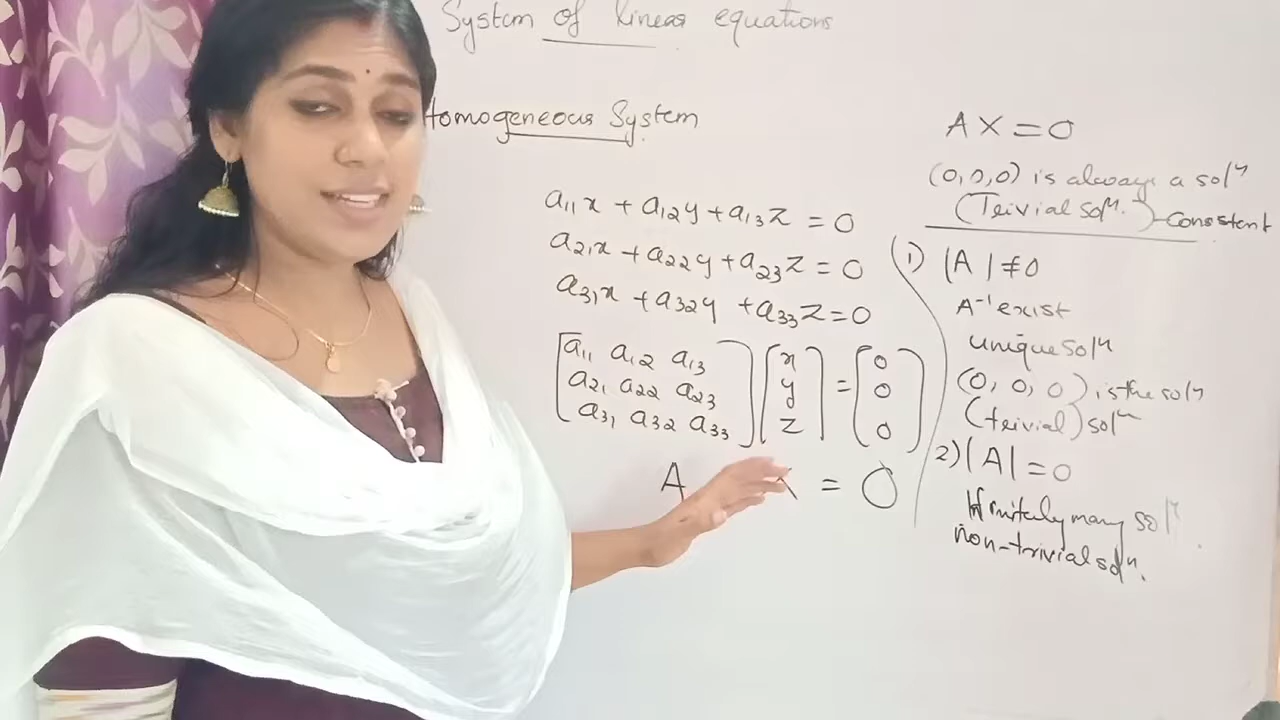 System of linear equations
Homogeneous System
a₁₁x + a₁₂y + a₁₃z = 0
a₂₁x + a₂₂y + a₂₃z = 0
a₃₁x + a₃₂y + a₃₃z = 0
[a₁₁ a₁₂ a₁₃] [x] = [0]
[a₂₁ a₂₂ a₂₃] [y] [0]
[a₃₁ a₃₂ a₃₃] [z] [0]
A X = 0
AX = 0
(0,0,0) is always a solⁿ
(Trivial solⁿ.) - consistent
(1) |A| ≠ 0
A⁻¹ exist
unique solⁿ
(0, 0, 0) is the solⁿ
(trivial) solⁿ
2) |A| = 0
Infinitely many solⁿ.
non-trivial solⁿ.